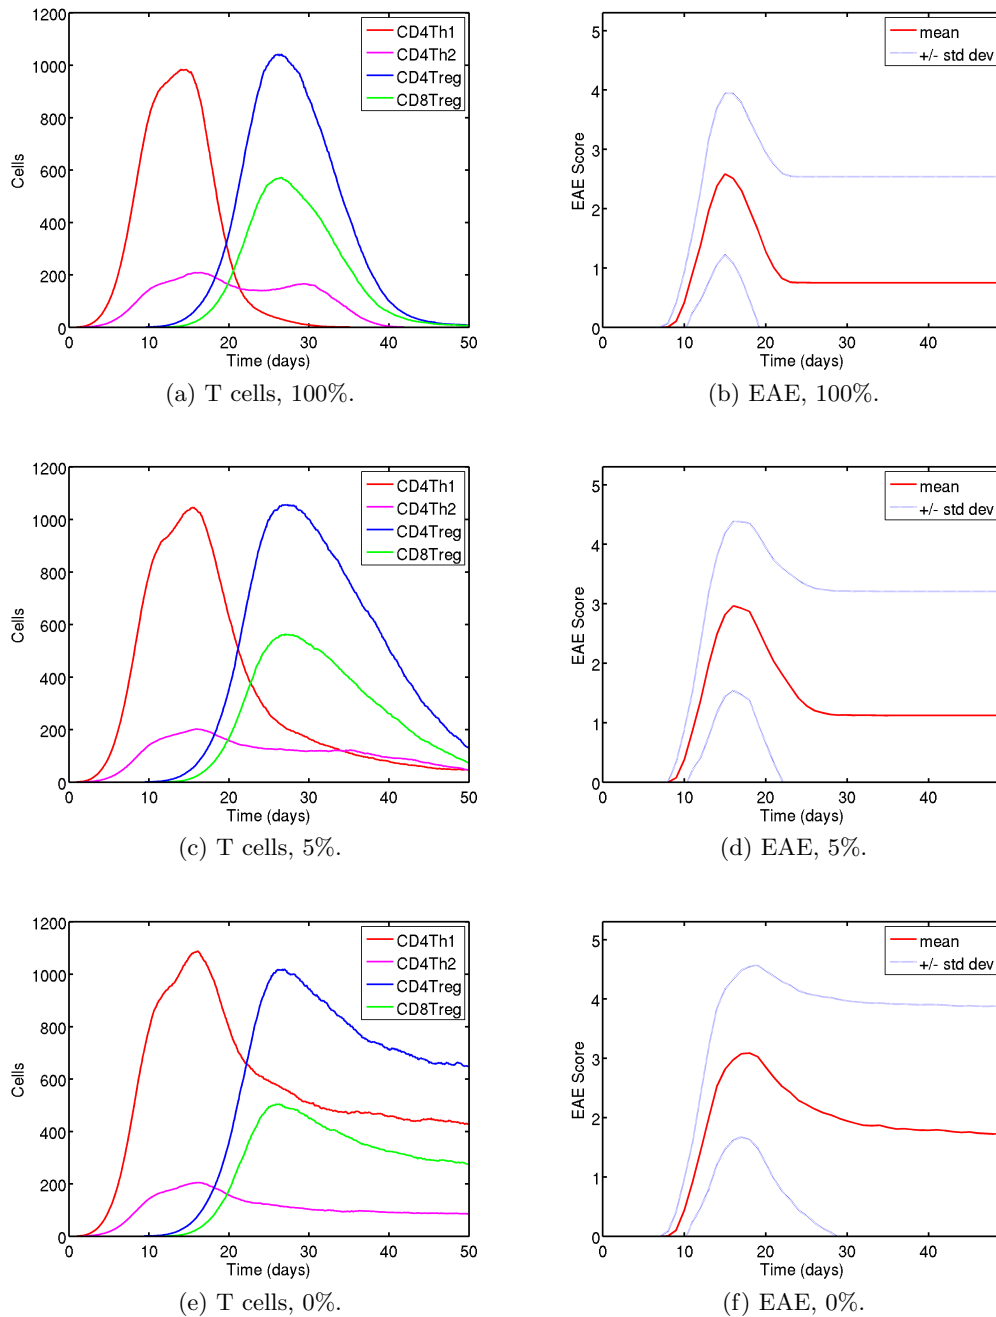 1200
1000
800
600
400
200
0
Cells
0 10 20 30 40 50
Time (days)
CD4Th1
CD4Th2
CD4Treg
CD8Treg
(a) T cells, 100%.
5
4
3
2
1
0
EAE Score
0 10 20 30 40
Time (days)
mean
+/- std dev
(b) EAE, 100%.
1200
1000
800
600
400
200
0
Cells
0 10 20 30 40 50
Time (days)
CD4Th1
CD4Th2
CD4Treg
CD8Treg
(c) T cells, 5%.
5
4
3
2
1
0
EAE Score
0 10 20 30 40
Time (days)
mean
+/- std dev
(d) EAE, 5%.
1200
1000
800
600
400
200
0
Cells
0 10 20 30 40 50
Time (days)
CD4Th1
CD4Th2
CD4Treg
CD8Treg
(e) T cells, 0%.
5
4
3
2
1
0
EAE Score
0 10 20 30 40
Time (days)
mean
+/- std dev
(f) EAE, 0%.